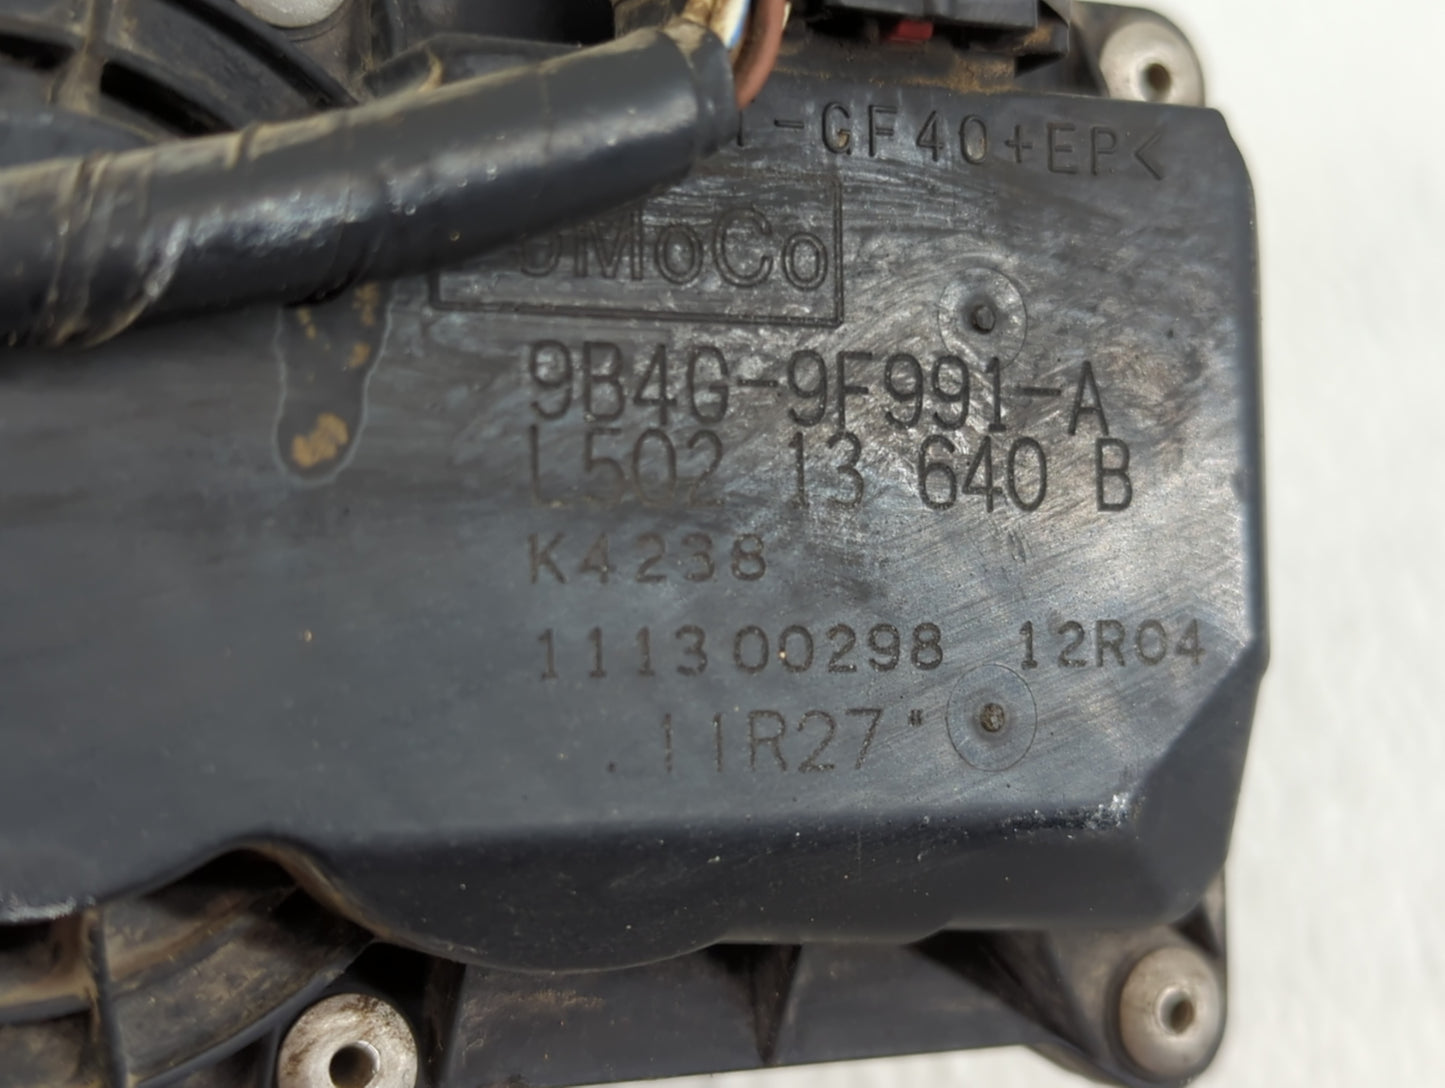 -GF40+EP<
MoCo
9B4G-9F991-A
L502 13 640 B
K4238
111300298 12R04
11R27